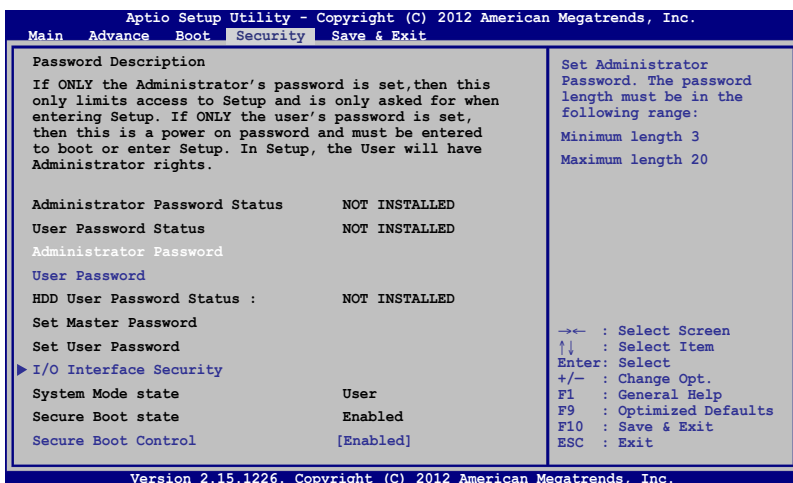 Aptio Setup Utility - Copyright (C) 2012 American Megatrends, Inc.
Main Advance Boot Security Save & Exit
Password Description
If ONLY the Administrator's password is set,then this
only limits access to Setup and is only asked for when
entering Setup. If ONLY the user's password is set,
then this is a power on password and must be entered
to boot or enter Setup. In Setup, the User will have
Administrator rights.
Administrator Password Status NOT INSTALLED
User Password Status NOT INSTALLED
Administrator Password
User Password
HDD User Password Status : NOT INSTALLED
Set Master Password
Set User Password
I/O Interface Security
System Mode state User
Secure Boot state Enabled
Secure Boot Control [Enabled]
Set Administrator
Password. The password
length must be in the
following range:
Minimum length 3
Maximum length 20
→← : Select Screen
↑↓ : Select Item
Enter: Select
+/— : Change Opt.
F1 : General Help
F9 : Optimized Defaults
F10 : Save & Exit
ESC : Exit
Version 2.15.1226. Copyright (C) 2012 American Megatrends, Inc.